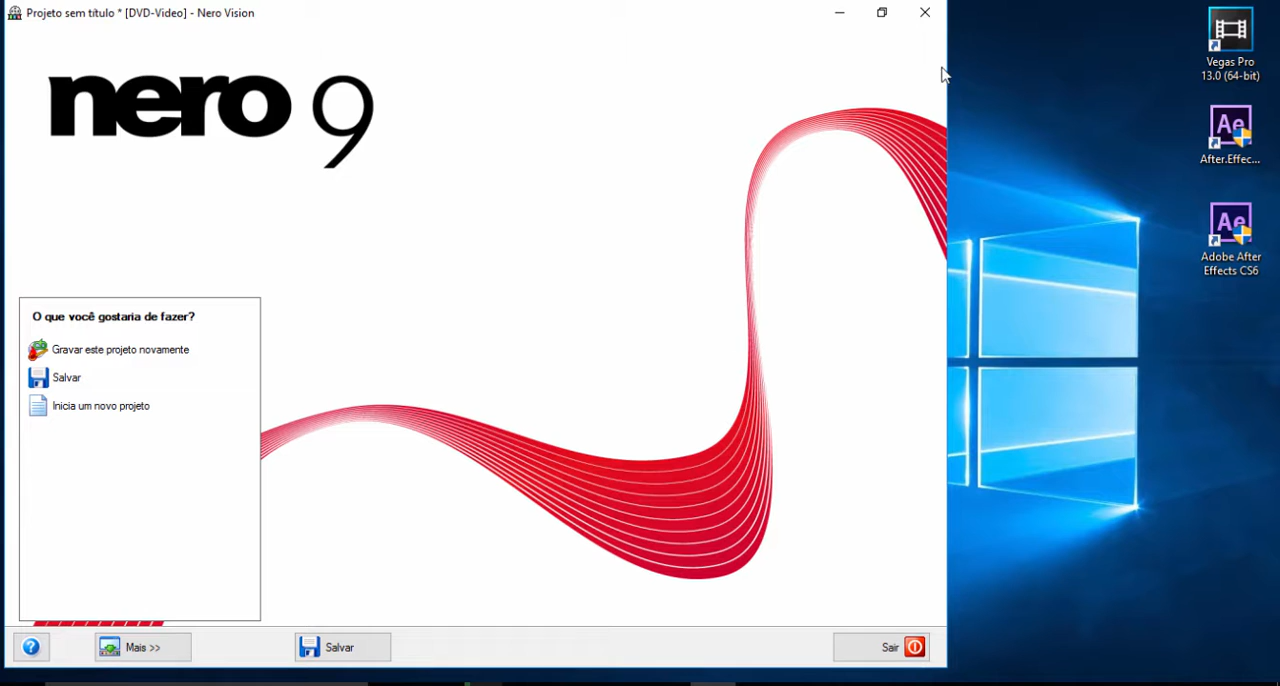 Projeto sem título * [DVD-Video] - Nero Vision
nero 9
O que você gostaria de fazer?
Gravar este projeto novamente
Salvar
Inicia um novo projeto
Mais >>
Salvar
Sair
Vegas Pro
13.0 (64-bit)
Ae
After.Effec...
Ae
Adobe After
Effects CS6